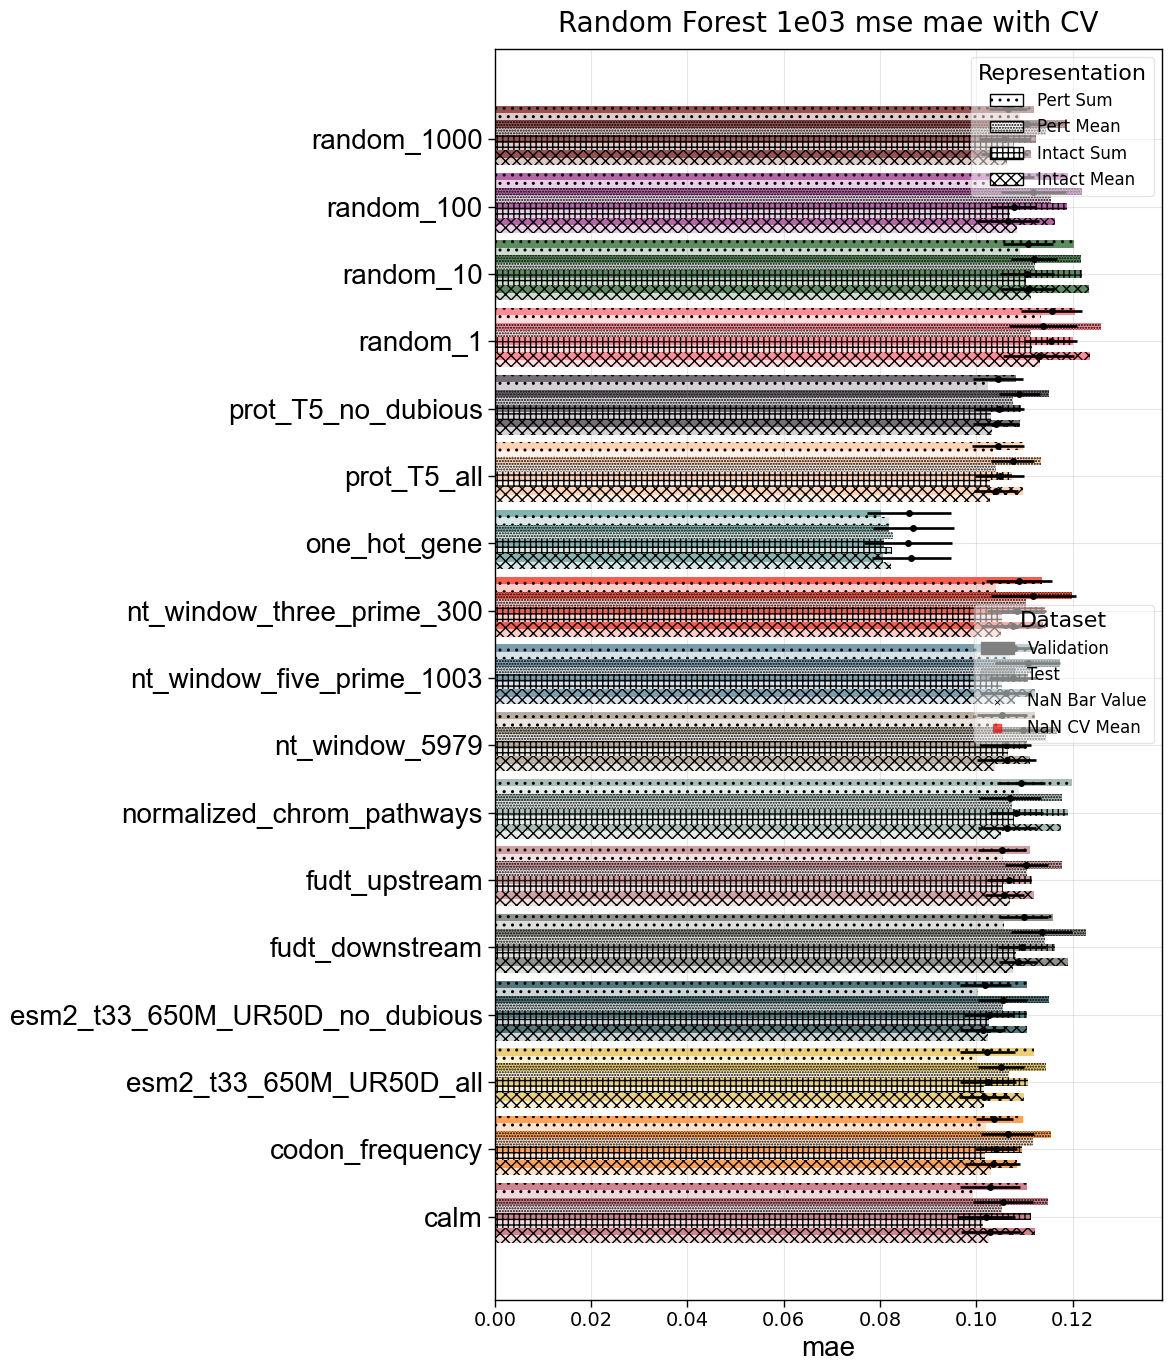 Random Forest 1e03 mse mae with CV
Representation
Pert Sum
Pert Mean
Intact Sum
Intact Mean
random_1000
random_100
random_10
random_1
prot_T5_no_dubious
prot_T5_all
one_hot_gene
nt_window_three_prime_300
Dataset
Validation
Test
NaN Bar Value
NaN CV Mean
nt_window_five_prime_1003
nt_window_5979
normalized_chrom_pathways
fudt_upstream
fudt_downstream
esm2_t33_650M_UR50D_no_dubious
esm2_t33_650M_UR50D_all
codon_frequency
calm
0.00 0.02 0.04 0.06 0.08 0.10 0.12
mae